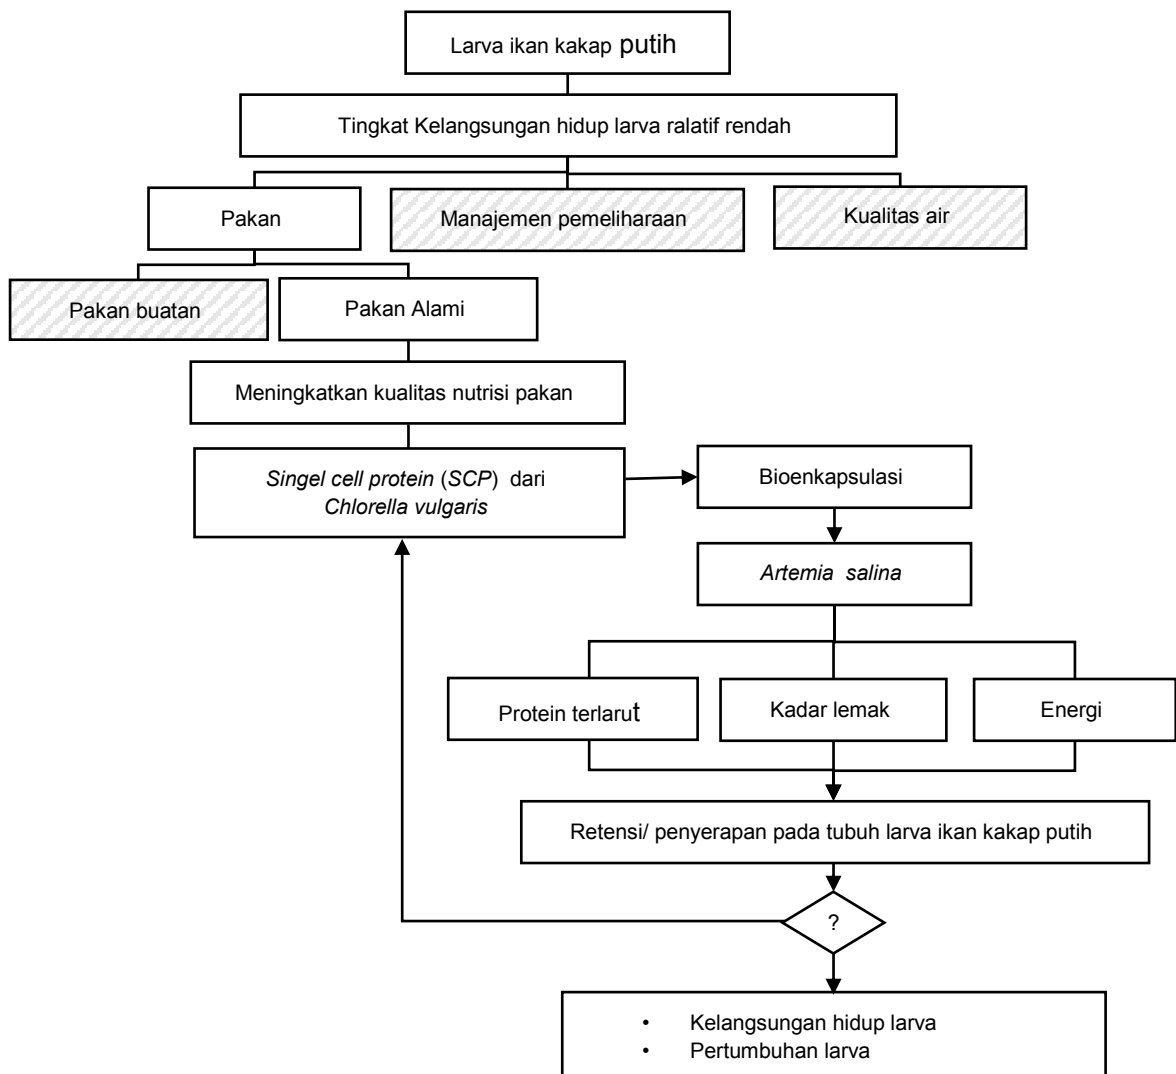 Larva ikan kakap putih
Tingkat Kelangsungan hidup larva ralatif rendah
Pakan
Manajemen pemeliharaan
Kualitas air
Pakan buatan
Pakan Alami
Meningkatkan kualitas nutrisi pakan
Singel cell protein (SCP) dari
Chlorella vulgaris
Bioenkapsulasi
Artemia salina
Protein terlarut
Kadar lemak
Energi
Retensi/ penyerapan pada tubuh larva ikan kakap putih
?
• Kelangsungan hidup larva
• Pertumbuhan larva